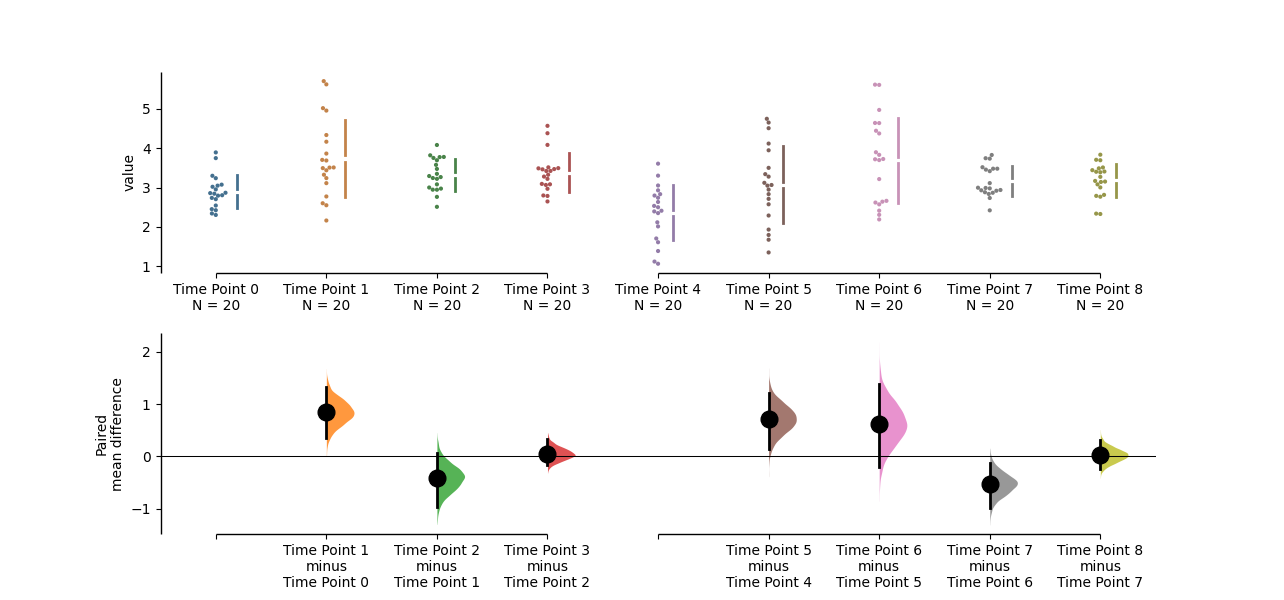 value
5
4
3
2
1
Time Point 0 Time Point 1 Time Point 2 Time Point 3 Time Point 4 Time Point 5 Time Point 6 Time Point 7 Time Point 8
N = 20 N = 20 N = 20 N = 20 N = 20 N = 20 N = 20 N = 20 N = 20
Paired
mean difference
2
1
0
−1
Time Point 1 Time Point 2 Time Point 3 Time Point 5 Time Point 6 Time Point 7 Time Point 8
minus minus minus minus minus minus minus
Time Point 0 Time Point 1 Time Point 2 Time Point 4 Time Point 5 Time Point 6 Time Point 7